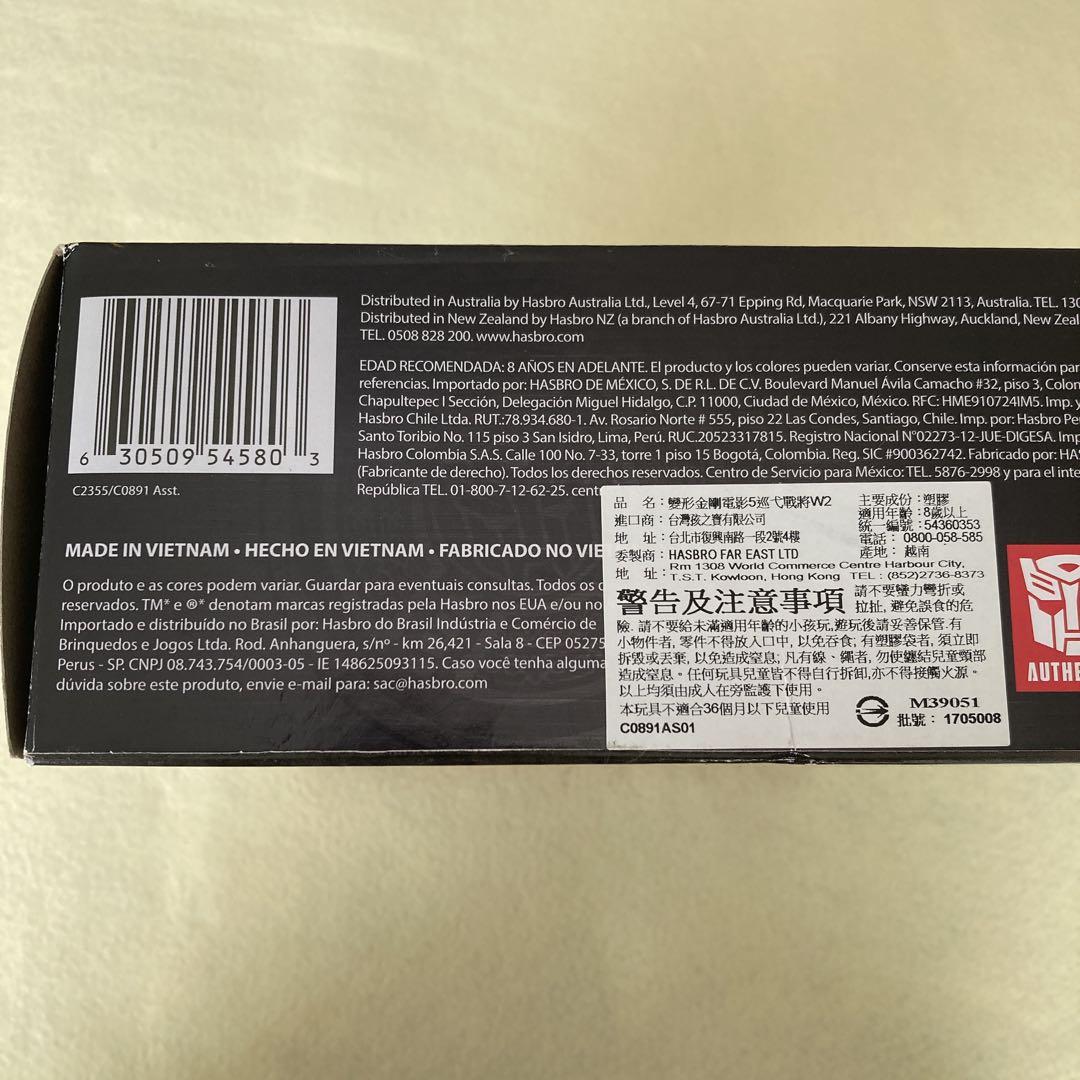 6 30509 54580 3
C2355/C0891 Asst.
Distributed in Australia by Hasbro Australia Ltd., Level 4, 67-71 Epping Rd, Macquarie Park, NSW 2113, Australia. TEL. 130
Distributed in New Zealand by Hasbro NZ (a branch of Hasbro Australia Ltd.), 221 Albany Highway, Auckland, New Zeala
TEL. 0508 828 200. www.hasbro.com
EDAD RECOMENDADA: 8 AÑOS EN ADELANTE. El producto y los colores pueden variar. Conserve esta información par
referencias. Importado por: HASBRO DE MÉXICO, S. DE R.L. DE C.V. Boulevard Manuel Ávila Camacho #32, piso 3, Colon
Chapultepec I Sección, Delegación Miguel Hidalgo, C.P. 11000, Ciudad de México, México. RFC: HME910724IM5. Imp. y
Hasbro Chile Ltda. RUT.:78.934.680-1. Av. Rosario Norte # 555, piso 22 Las Condes, Santiago, Chile. Imp. por: Hasbro Pe
Santo Toribio No. 115 piso 3 San Isidro, Lima, Perú. RUC.20523317815. Registro Nacional N°02273-12-JUE-DIGESA. Imp
Hasbro Colombia S.A.S. Calle 100 No. 7-33, torre 1 piso 15 Bogotá, Colombia. Reg. SIC #900362742. Fabricado por: HAS
(Fabricante de derecho). Todos los derechos reservados. Centro de Servicio para México: TEL. 5876-2998 y para el inte
República TEL. 01-800-7-12-62-25. centr
MADE IN VIETNAM • HECHO EN VIETNAM • FABRICADO NO VIE
O produto e as cores podem variar. Guardar para eventuais consultas. Todos os d
reservados. TM* e ®* denotam marcas registradas pela Hasbro nos EUA e/ou no
Importado e distribuído no Brasil por: Hasbro do Brasil Indústria e Comércio de
Brinquedos e Jogos Ltda. Rod. Anhanguera, s/nº - km 26,421 - Sala 8 - CEP 05275
Perus - SP. CNPJ 08.743.754/0003-05 - IE 148625093115. Caso você tenha alguma
dúvida sobre este produto, envie e-mail para: sac@hasbro.com
品 名：變形金剛電影5巡弋戰將W2 主要成份：塑膠
進口商：台灣孩之寶有限公司 適用年齡：8歲以上
統一編號：54360353
地 址：台北市復興南路一段2號4樓 電話： 0800-058-585
委製商：HASBRO FAR EAST LTD 產地： 越南
地 址：Rm 1308 World Commerce Centre Harbour City,
T.S.T. Kowloon, Hong Kong TEL : (852)2736-8373
警告及注意事項 請不要蠻力彎折或
拉扯, 避免誤食的危
險. 請不要給未滿適用年齡的小孩玩,遊玩後請妥善保管.有
小物件者, 零件不得放入口中, 以免吞食; 有塑膠袋者, 須立即
拆毀或丟棄, 以免造成窒息; 凡有線、繩者, 勿使纏結兒童頸部
造成窒息。任何玩具兒童皆不得自行拆卸,亦不得接觸火源。
以上均須由成人在旁監護下使用。
本玩具不適合36個月以下兒童使用
M39051
C0891AS01
批號： 1705008
AUTHE